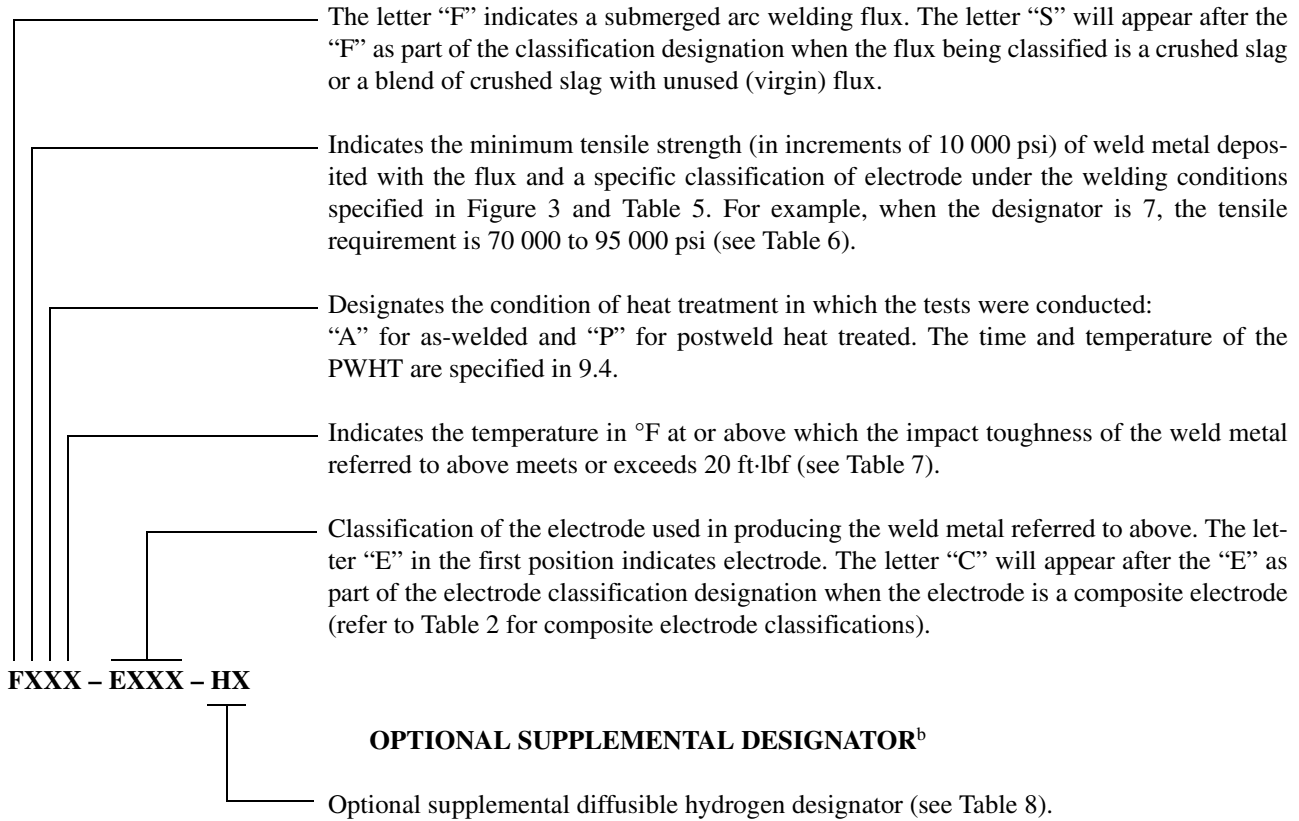 The letter “F” indicates a submerged arc welding flux. The letter “S” will appear after the
“F” as part of the classification designation when the flux being classified is a crushed slag
or a blend of crushed slag with unused (virgin) flux.
Indicates the minimum tensile strength (in increments of 10 000 psi) of weld metal depos-
ited with the flux and a specific classification of electrode under the welding conditions
specified in Figure 3 and Table 5. For example, when the designator is 7, the tensile
requirement is 70 000 to 95 000 psi (see Table 6).
Designates the condition of heat treatment in which the tests were conducted:
“A” for as-welded and “P” for postweld heat treated. The time and temperature of the
PWHT are specified in 9.4.
Indicates the temperature in °F at or above which the impact toughness of the weld metal
referred to above meets or exceeds 20 ft·lbf (see Table 7).
Classification of the electrode used in producing the weld metal referred to above. The let-
ter “E” in the first position indicates electrode. The letter “C” will appear after the “E” as
part of the electrode classification designation when the electrode is a composite electrode
(refer to Table 2 for composite electrode classifications).
FXXX – EXXX – HX
OPTIONAL SUPPLEMENTAL DESIGNATORb
Optional supplemental diffusible hydrogen designator (see Table 8).